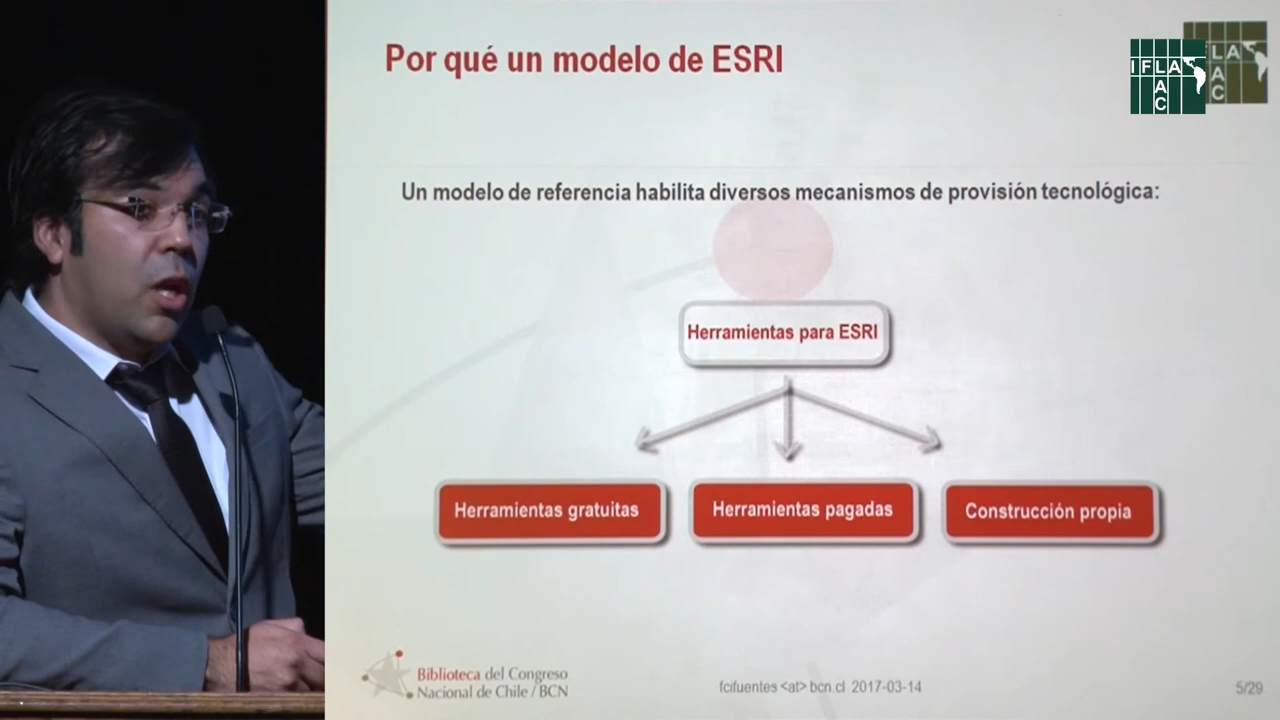 Por qué un modelo de ESRI
IFLA
A
C
FLA
A
C
Un modelo de referencia habilita diversos mecanismos de provisión tecnológica:
Herramientas para ESRI
Herramientas gratuitas
Herramientas pagadas
Construcción propia
Biblioteca del Congreso
Nacional de Chile / BCN
fcifuentes <at> bcn.cl 2017-03-14
5/29